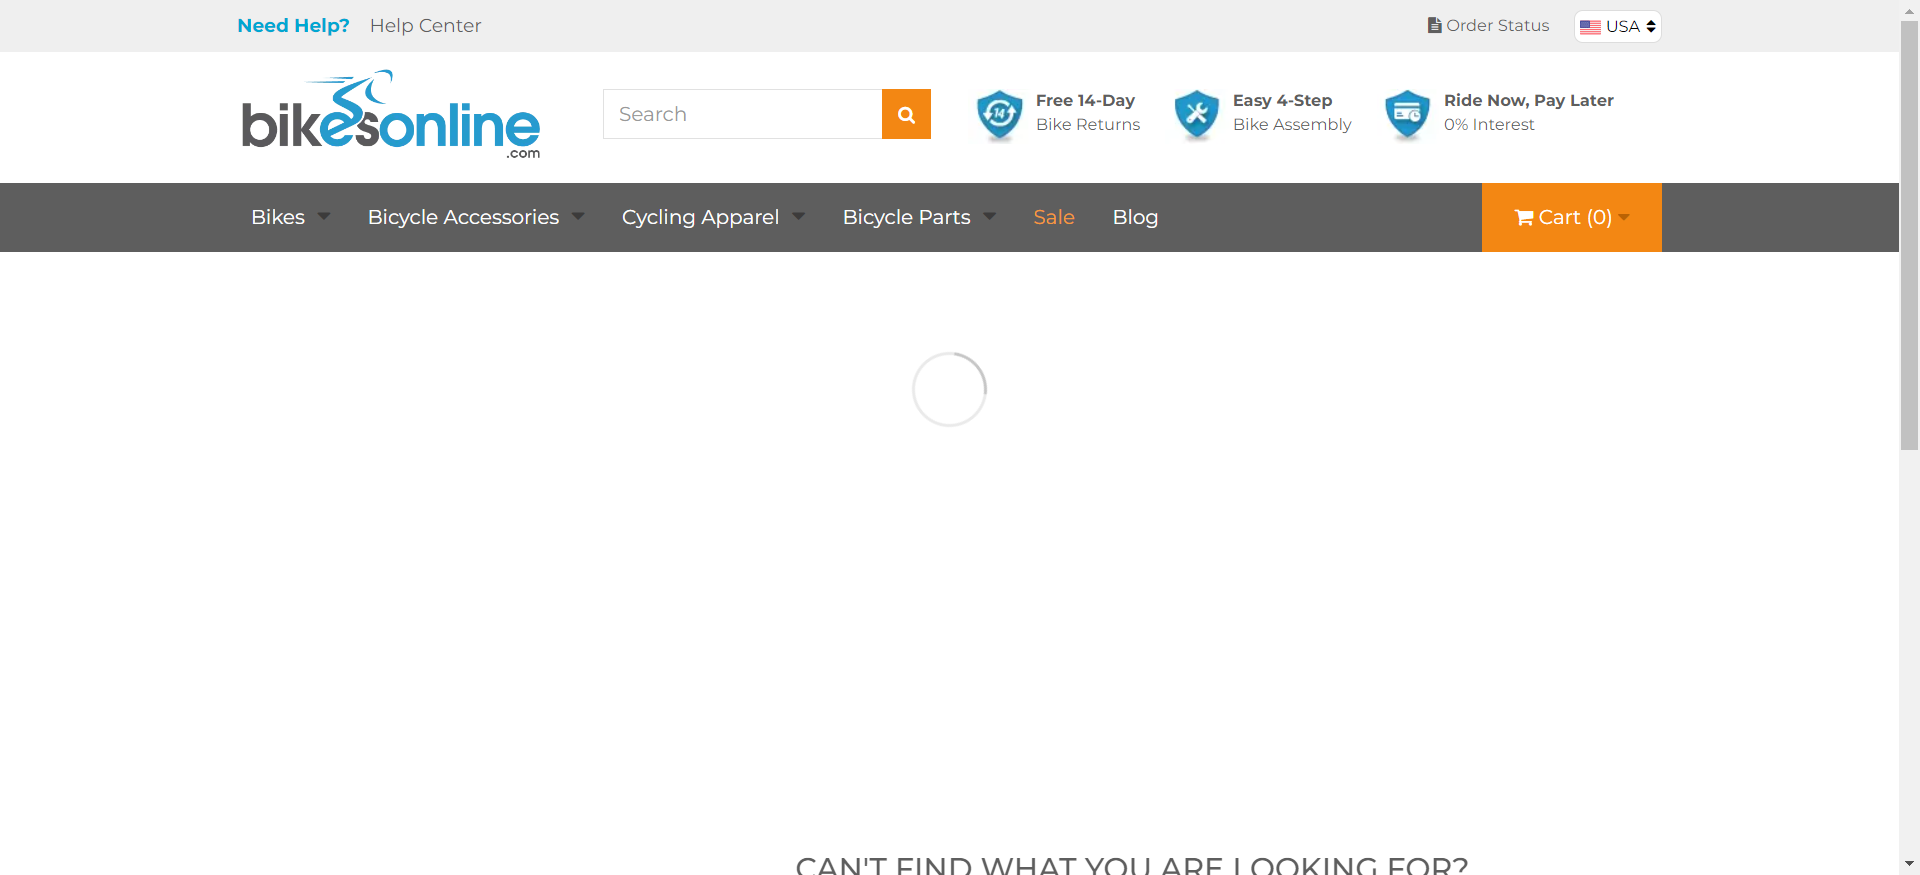 Need Help? Help Center
Order Status
USA
bikesonline
.com
Search
14
Free 14-Day
Bike Returns
Easy 4-Step
Bike Assembly
Ride Now, Pay Later
0% Interest
Bikes
Bicycle Accessories
Cycling Apparel
Bicycle Parts
Sale
Blog
Cart (0)
CAN'T FIND WHAT YOU ARE LOOKING FOR?